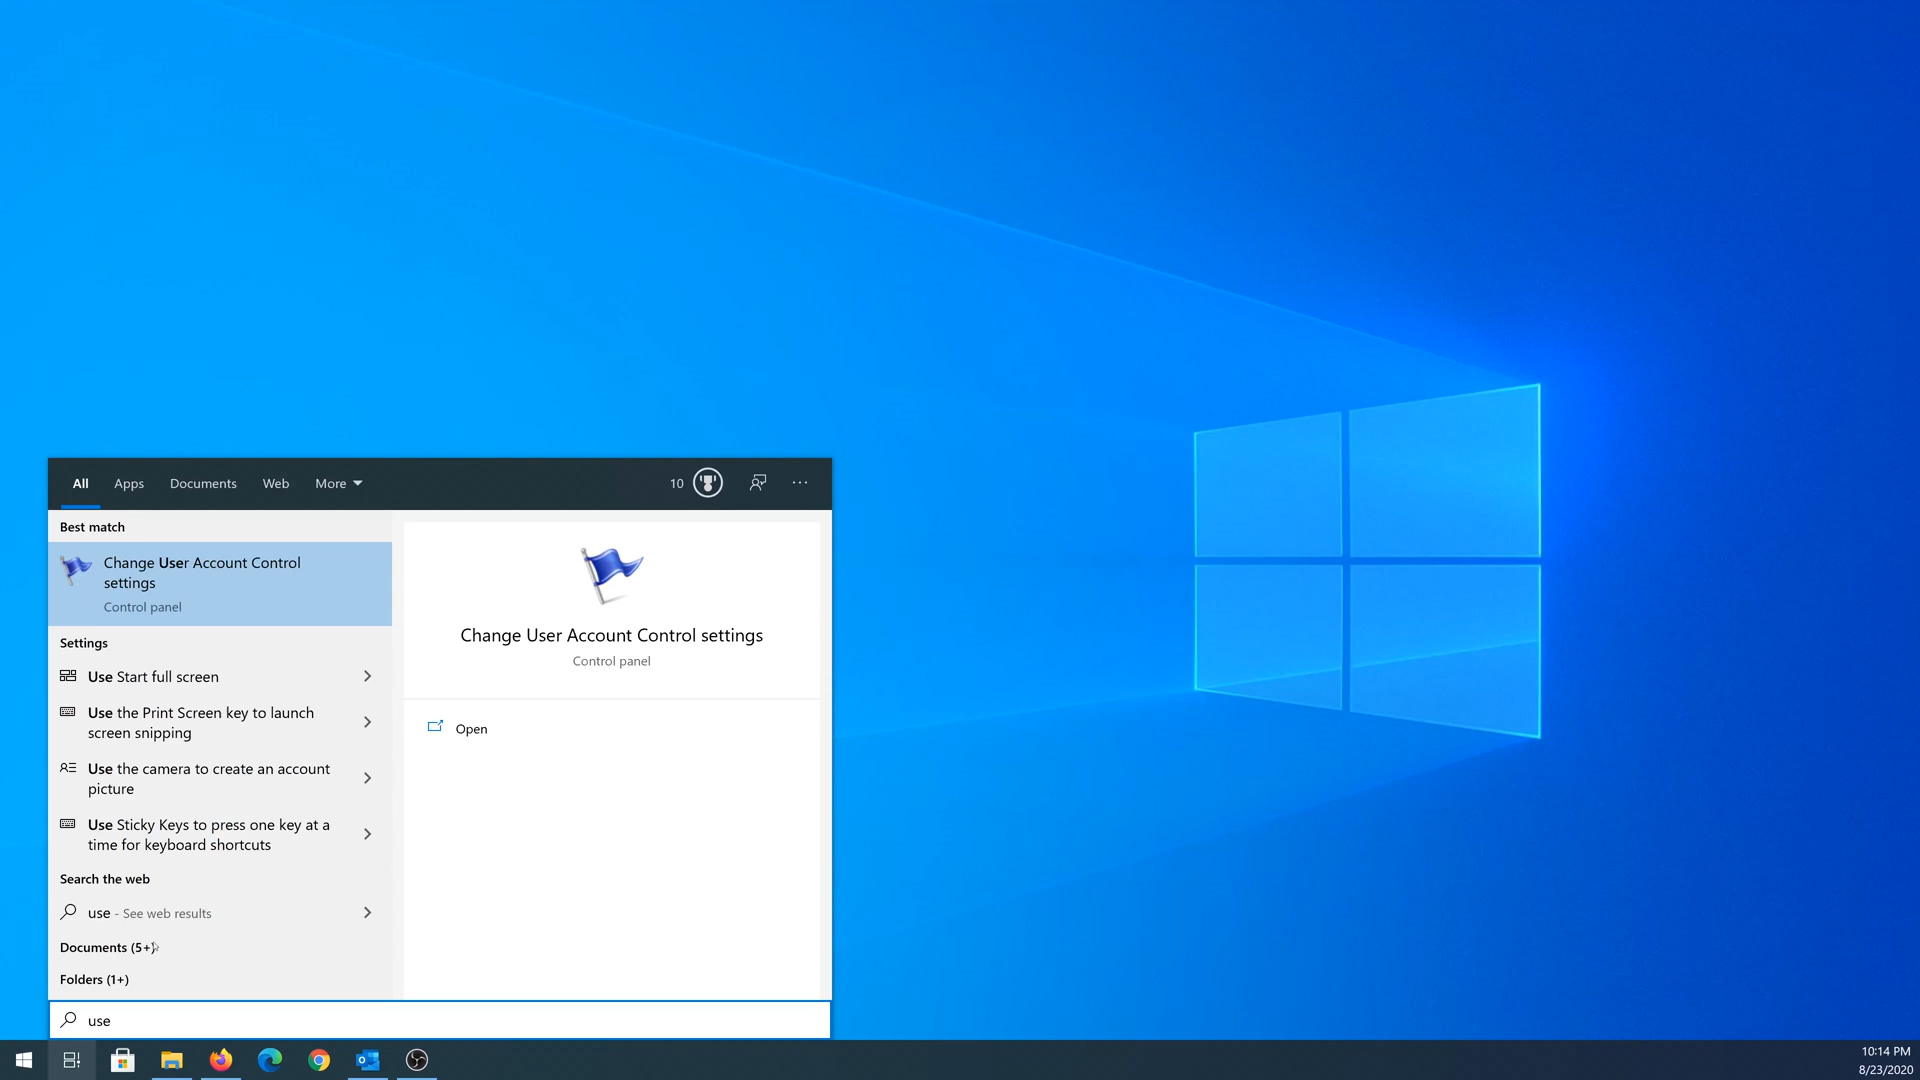 All Apps Documents Web More 10 ...
Best match
Change User Account Control
settings
Control panel
Settings
Use Start full screen
Use the Print Screen key to launch
screen snipping
Use the camera to create an account
picture
Use Sticky Keys to press one key at a
time for keyboard shortcuts
Search the web
use - See web results
Documents (5+)
Folders (1+)
Change User Account Control settings
Control panel
Open
use
10:14 PM
8/23/2020